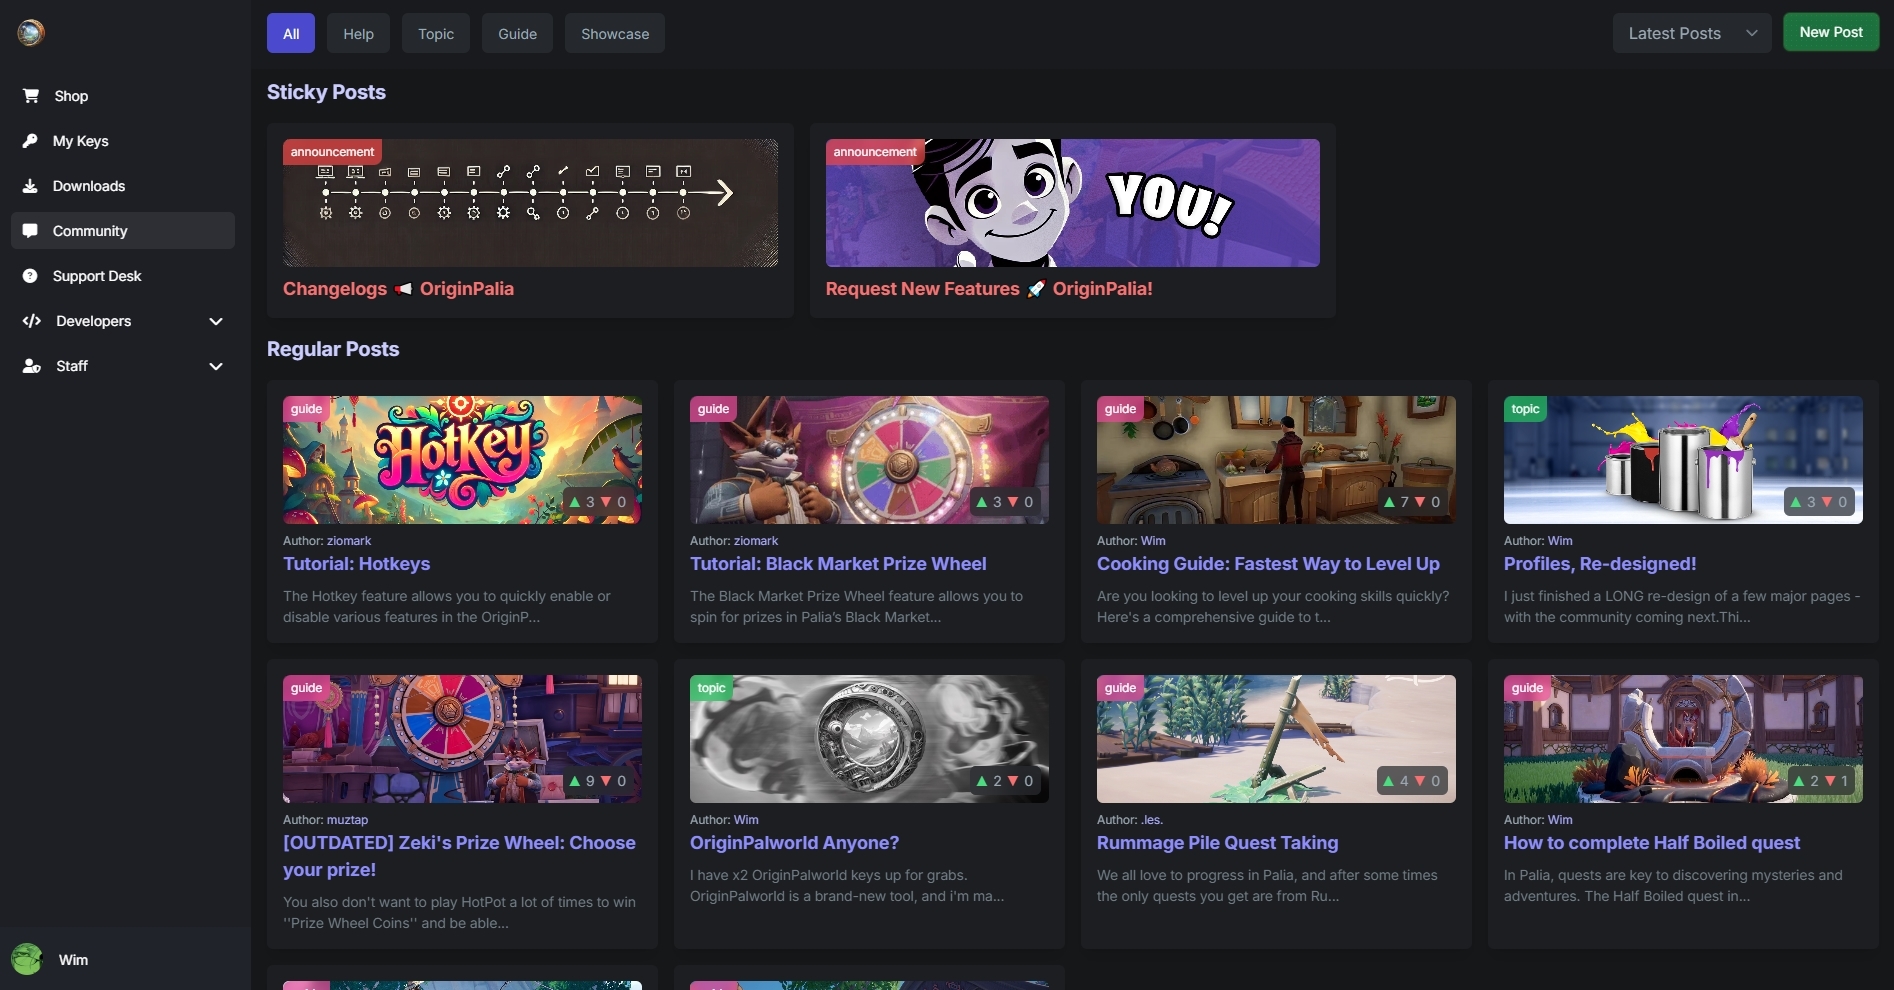 All
Help
Topic
Guide
Showcase
Latest Posts
New Post
Shop
My Keys
Downloads
Community
Support Desk
Developers
Staff
Wim
Sticky Posts
announcement
Changelogs 📢 OriginPalia
announcement
YOU!
Request New Features 🚀 OriginPalia!
Regular Posts
guide
HotKey
3 0
Author: ziomark
Tutorial: Hotkeys
The Hotkey feature allows you to quickly enable or
disable various features in the OriginP...
guide
3 0
Author: ziomark
Tutorial: Black Market Prize Wheel
The Black Market Prize Wheel feature allows you to
spin for prizes in Palia's Black Market...
guide
7 0
Author: Wim
Cooking Guide: Fastest Way to Level Up
Are you looking to level up your cooking skills quickly?
Here's a comprehensive guide to t...
topic
3 0
Author: Wim
Profiles, Re-designed!
I just finished a LONG re-design of a few major pages -
with the community coming next.Thi...
guide
9 0
Author: muztap
[OUTDATED] Zeki's Prize Wheel: Choose
your prize!
You also don't want to play HotPot a lot of times to win
''Prize Wheel Coins'' and be able...
topic
2 0
Author: Wim
OriginPalworld Anyone?
I have x2 OriginPalworld keys up for grabs.
OriginPalworld is a brand-new tool, and i'm ma...
guide
4 0
Author: .les.
Rummage Pile Quest Taking
We all love to progress in Palia, and after some times
the only quests you get are from Ru...
guide
2 1
Author: Wim
How to complete Half Boiled quest
In Palia, quests are key to discovering mysteries and
adventures. The Half Boiled quest in...